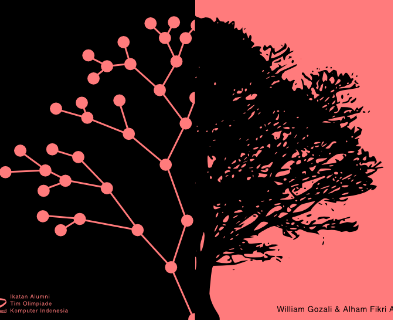 Ikatan Alumni
Tim Olimpiade
Komputer Indonesia
William Gozali & Alham Fikri A